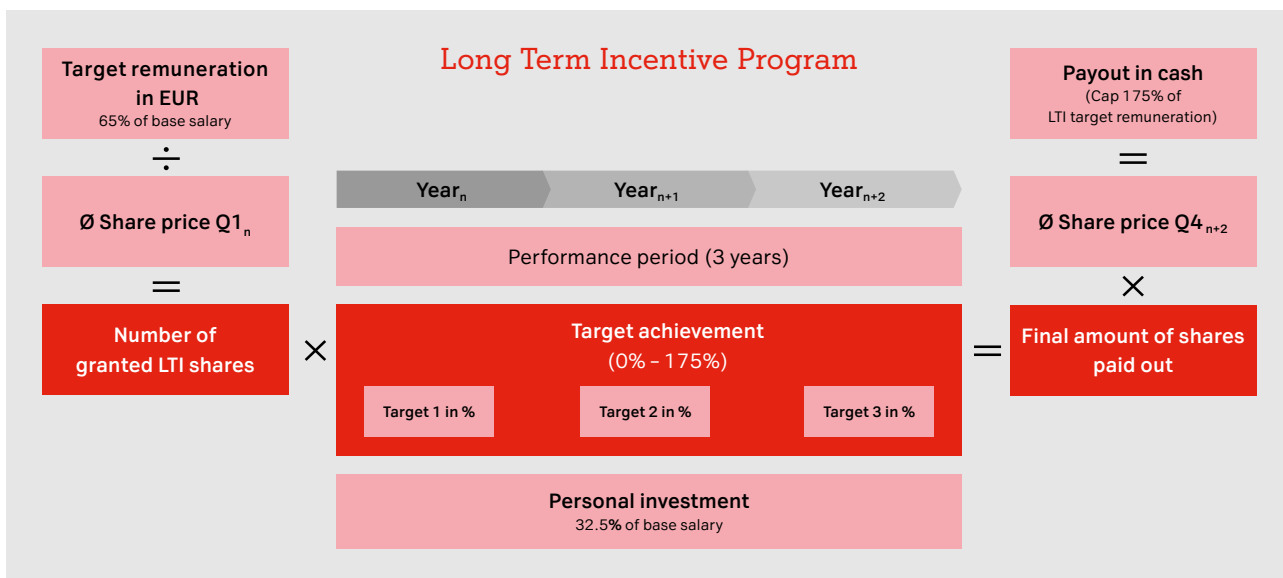 Long Term Incentive Program
Target remuneration
in EUR
65% of base salary
÷
Ø Share price Q1n
=
Number of
granted LTI shares
×
Yearn
Yearn+1
Yearn+2
Performance period (3 years)
Target achievement
(0% – 175%)
Target 1 in %
Target 2 in %
Target 3 in %
Personal investment
32.5% of base salary
=
Payout in cash
(Cap 175% of
LTI target remuneration)
=
Ø Share price Q4 n+2
×
Final amount of shares
paid out